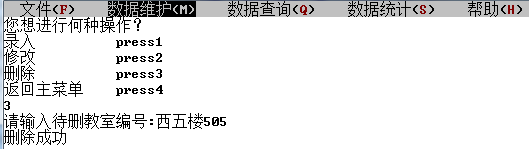 文件(F) 数据维护(M) 数据查询(Q) 数据统计(S) 帮助(H)
您想进行何种操作？
录入 press1
修改 press2
删除 press3
返回主菜单 press4
3
请输入待删教室编号:西五楼505
删除成功